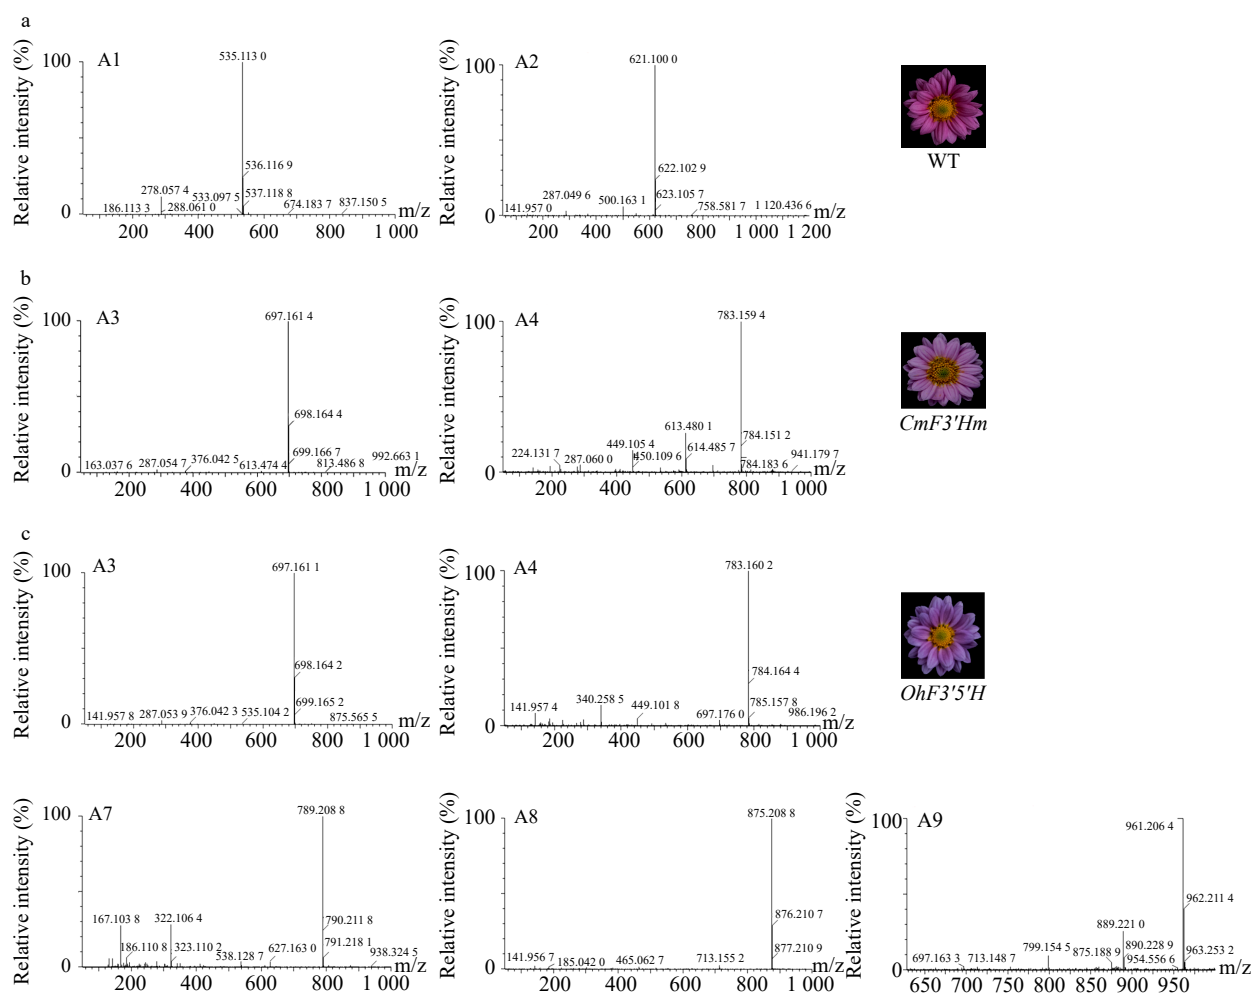 a
Relative intensity (%)
100
0
A1
535.113 0
536.116 9
537.118 8
278.057 4
533.097 5
186.113 3
288.061 0
674.183 7
837.150 5
m/z
200 400 600 800 1 000
Relative intensity (%)
100
0
A2
621.100 0
622.102 9
623.105 7
287.049 6
500.163 1
141.957 0
758.581 7
1 120.436 6
m/z
200 400 600 800 1 000 1 200
WT
b
Relative intensity (%)
100
0
A3
697.161 4
698.164 4
699.166 7
163.037 6
287.054 7
376.042 5
613.474 4
813.486 8
992.663 1
m/z
200 400 600 800 1 000
Relative intensity (%)
100
0
A4
783.159 4
613.480 1
784.151 2
614.485 7
449.105 4
450.109 6
224.131 7
287.060 0
784.183 6
941.179 7
m/z
200 400 600 800 1 000
CmF3'Hm
c
Relative intensity (%)
100
0
A3
697.161 1
698.164 2
699.165 2
141.957 8
287.053 9
376.042 3
535.104 2
875.565 5
m/z
200 400 600 800 1 000
Relative intensity (%)
100
0
A4
783.160 2
784.164 4
785.157 8
141.957 4
340.258 5
449.101 8
697.176 0
986.196 2
m/z
200 400 600 800 1 000
OhF3'5'H
Relative intensity (%)
100
0
A7
789.208 8
790.211 8
791.218 1
167.103 8
322.106 4
186.110 8
323.110 2
538.128 7
627.163 0
938.324 5
m/z
200 400 600 800 1 000
Relative intensity (%)
100
0
A8
875.208 8
876.210 7
877.210 9
141.956 7
185.042 0
465.062 7
713.155 2
m/z
200 400 600 800 1 000
Relative intensity (%)
100
0
A9
961.206 4
962.211 4
963.253 2
889.221 0
890.228 9
799.154 5
875.188 9
954.556 6
697.163 3
713.148 7
m/z
650 700 750 800 850 900 950